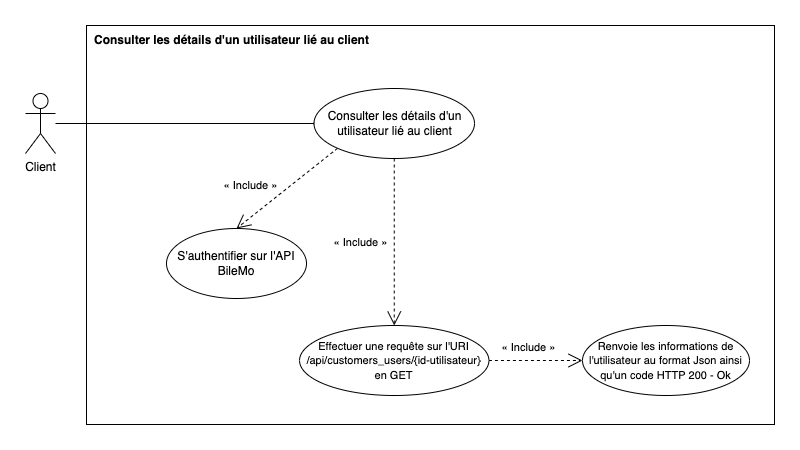 Consulter les détails d'un utilisateur lié au client
Consulter les détails d'un
utilisateur lié au client
Client
« Include »
S'authentifier sur l'API
BileMo
« Include »
Effectuer une requête sur l'URI
/api/customers_users/{id-utilisateur}
en GET
« Include »
Renvoie les informations de
l'utilisateur au format Json ainsi
qu'un code HTTP 200 - Ok